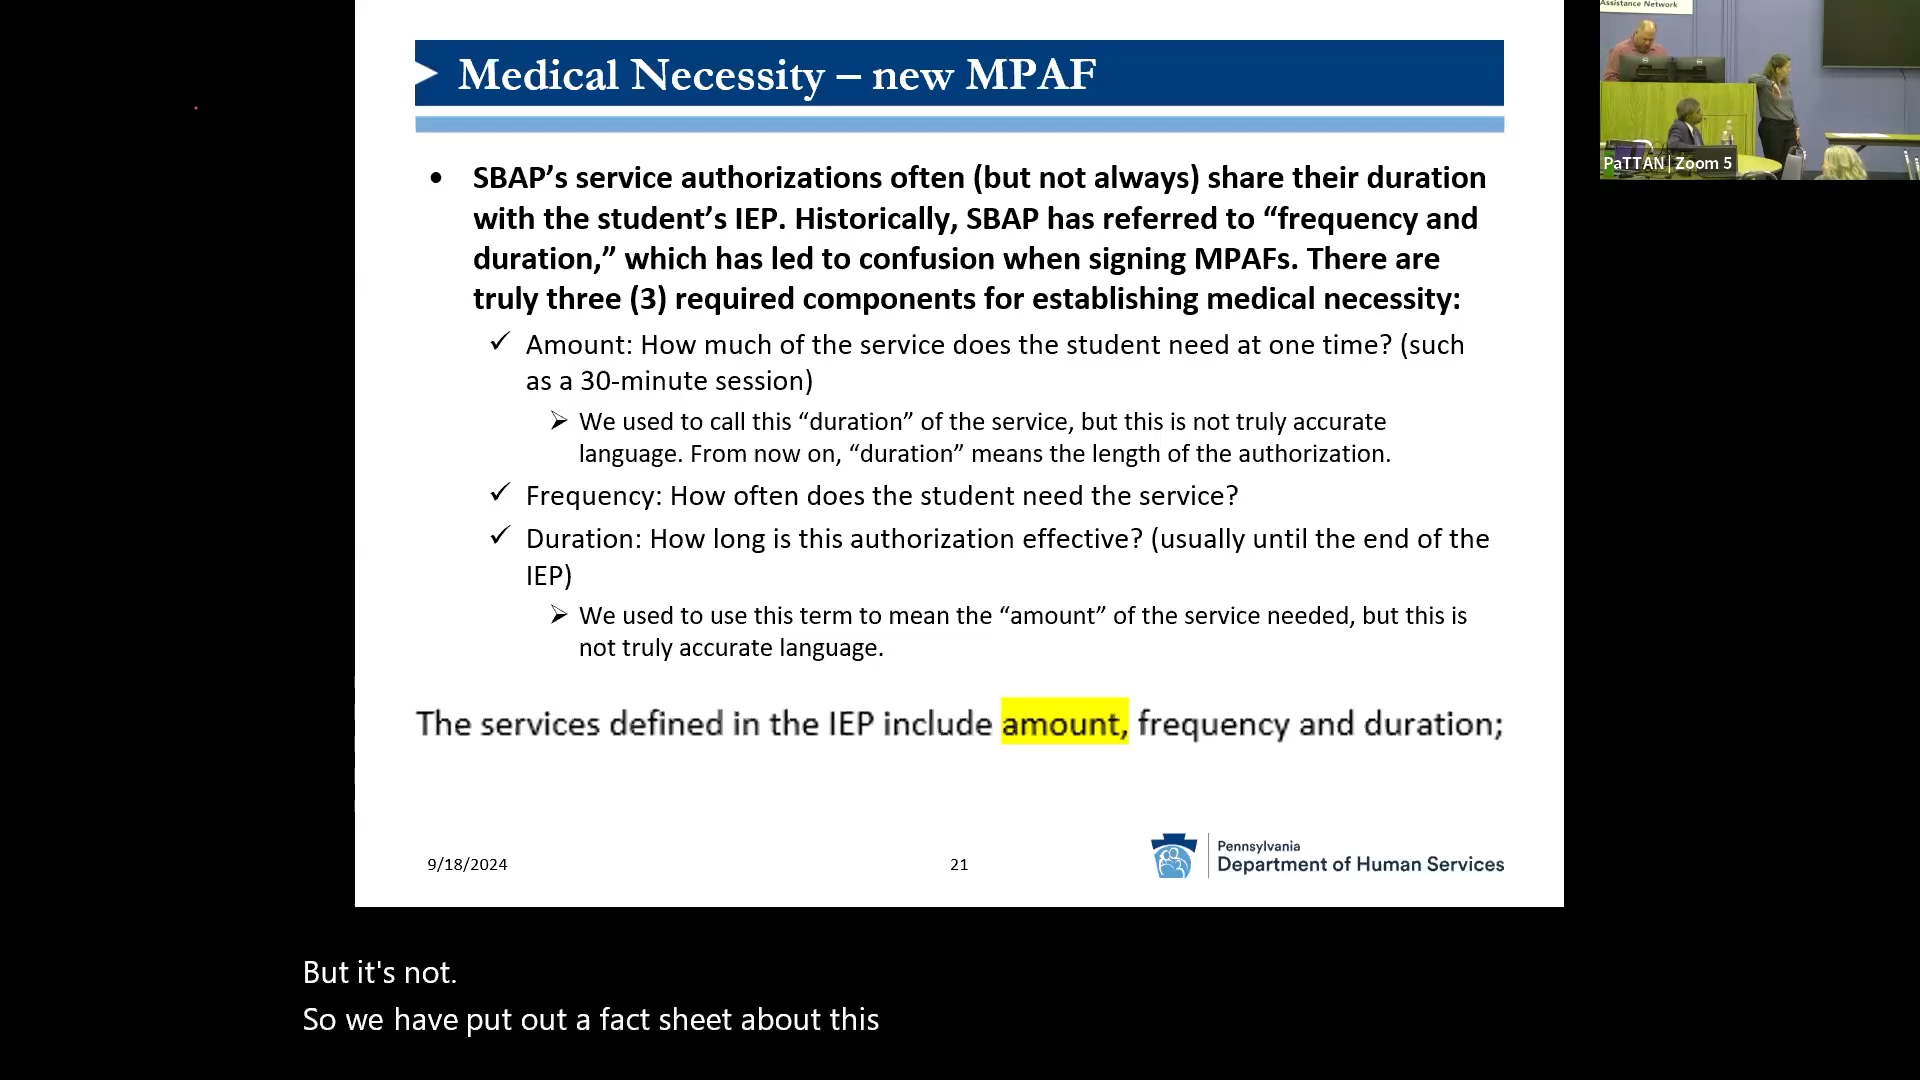 Assistance Network
Medical Necessity – new MPAF
PaTTAN | Zoom 5
• SBAP’s service authorizations often (but not always) share their duration
with the student’s IEP. Historically, SBAP has referred to “frequency and
duration,” which has led to confusion when signing MPAFs. There are
truly three (3) required components for establishing medical necessity:
✓ Amount: How much of the service does the student need at one time? (such
as a 30-minute session)
➢ We used to call this “duration” of the service, but this is not truly accurate
language. From now on, “duration” means the length of the authorization.
✓ Frequency: How often does the student need the service?
✓ Duration: How long is this authorization effective? (usually until the end of the
IEP)
➢ We used to use this term to mean the “amount” of the service needed, but this is
not truly accurate language.
The services defined in the IEP include amount, frequency and duration;
9/18/2024
21
Pennsylvania
Department of Human Services
But it's not.
So we have put out a fact sheet about this